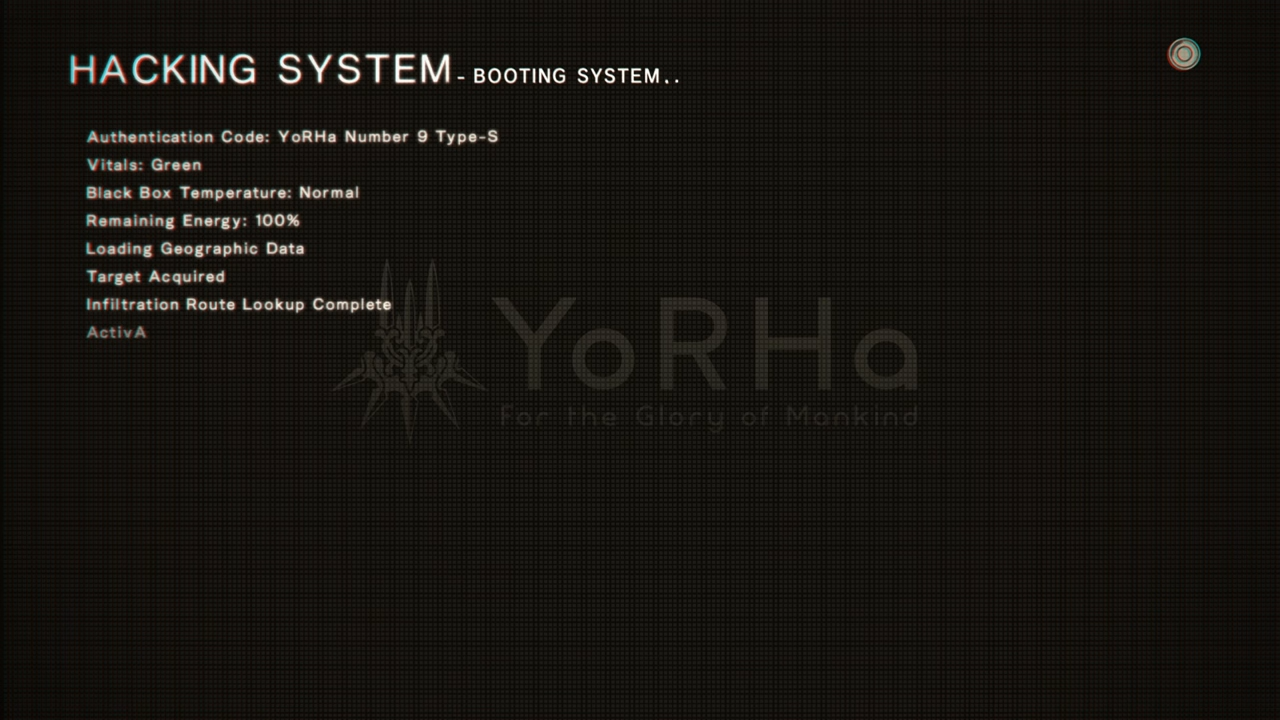 HACKING SYSTEM - BOOTING SYSTEM..
Authentication Code: YoRHa Number 9 Type-S
Vitals: Green
Black Box Temperature: Normal
Remaining Energy: 100%
Loading Geographic Data
Target Acquired
Infiltration Route Lookup Complete
ActivA
YoRHa
For the Glory of Mankind